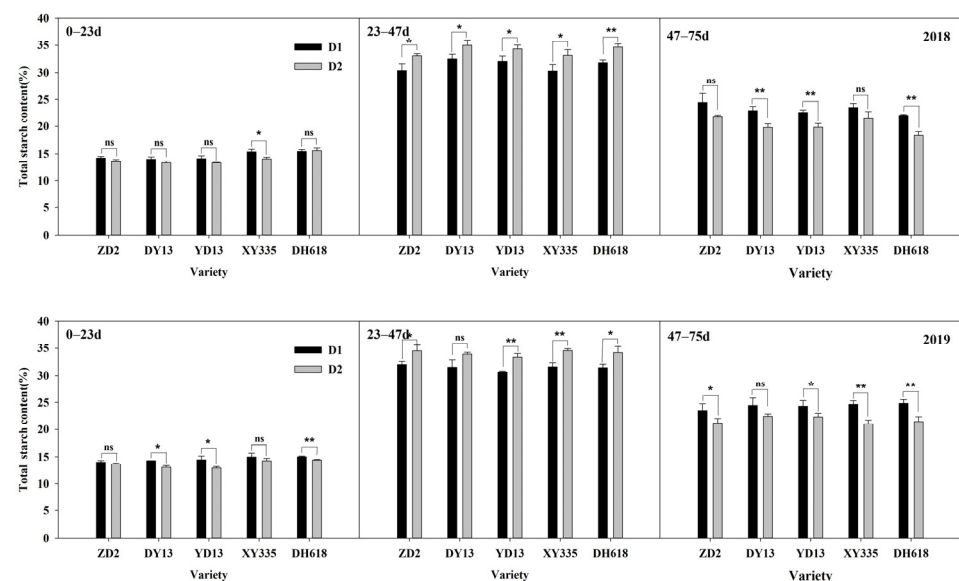 40
35
30
25
20
15
10
5
0
Total starch content(%)
0–23d
D1
D2
ns ns ns * ns
ZD2 DY13 YD13 XY335 DH618
Variety
23–47d
* * * * **
ZD2 DY13 YD13 XY335 DH618
Variety
47–75d
2018
ns ** ** ns **
ZD2 DY13 YD13 XY335 DH618
Variety
40
35
30
25
20
15
10
5
0
Total starch content(%)
0–23d
D1
D2
ns * * ns **
ZD2 DY13 YD13 XY335 DH618
Variety
23–47d
* ns ** ** *
ZD2 DY13 YD13 XY335 DH618
Variety
47–75d
2019
* ns * ** **
ZD2 DY13 YD13 XY335 DH618
Variety